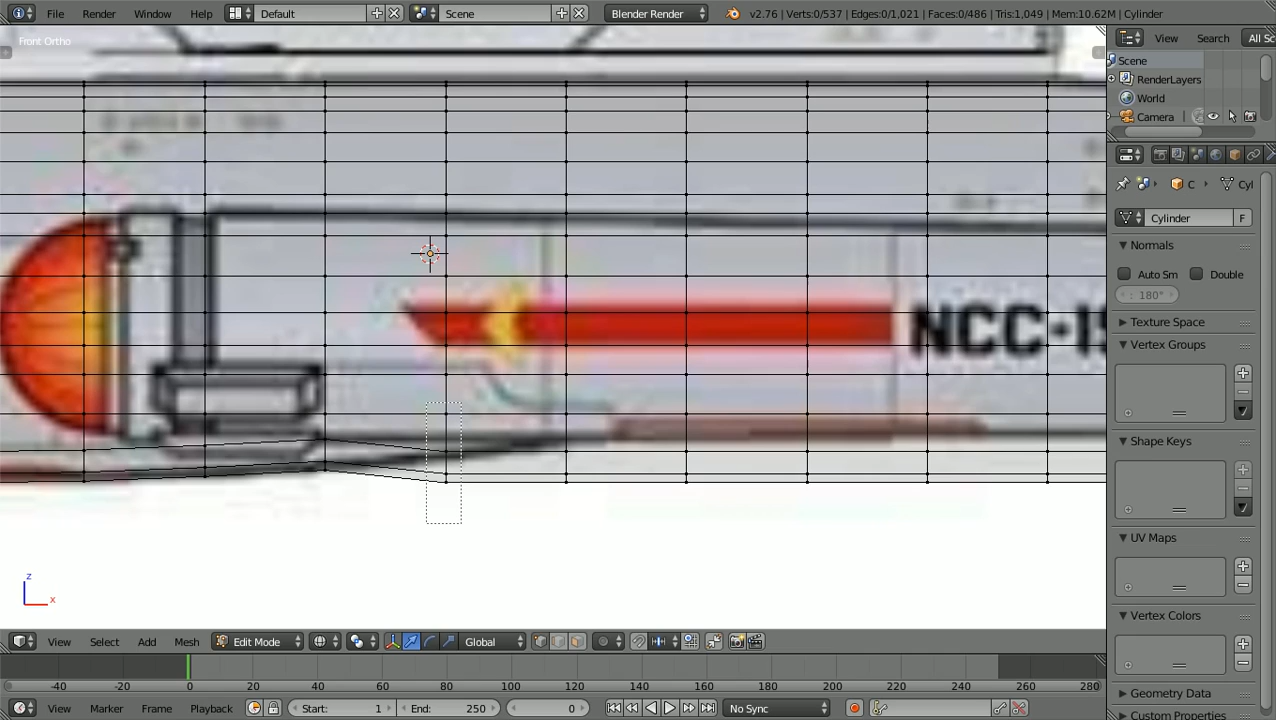 File Render Window Help Default Scene Blender Render v2.76 | Verts:0/537 | Edges:0/1,021 | Faces:0/486 | Tris:1,049 | Mem:10.62M | Cylinder
Front Ortho
View Search All Sc
Scene
RenderLayers
World
Camera
C Cyl
Cylinder F
Normals
Auto Sm Double
: 180°
Texture Space
Vertex Groups
NCC-15
Shape Keys
UV Maps
Vertex Colors
Geometry Data
Custom Properties
z
x
View Select Add Mesh Edit Mode Global
-40 -20 0 20 40 60 80 100 120 140 160 180 200 220 240 260 280
View Marker Frame Playback Start: 1 End: 250 0 No Sync